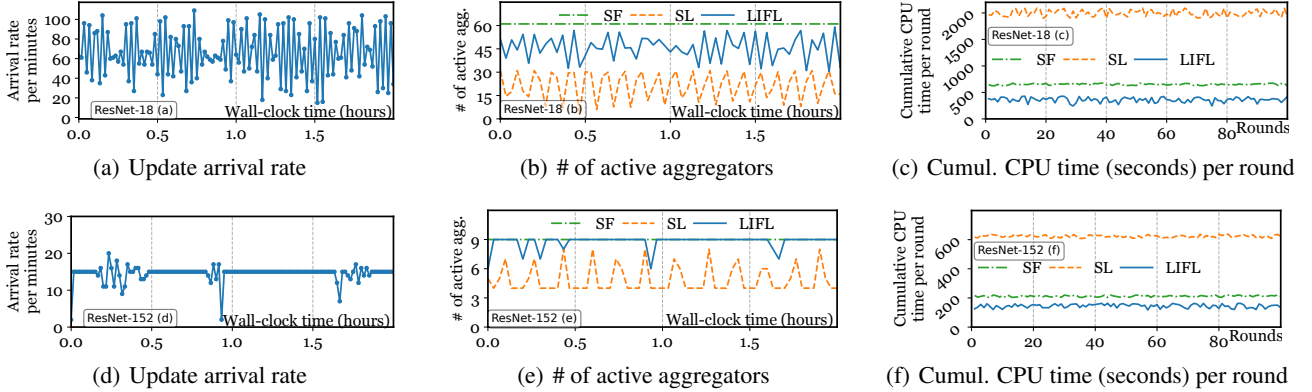 Arrival rate
per minutes
100
80
60
40
20
0
ResNet-18 (a)
Wall-clock time (hours)
0.0 0.5 1.0 1.5
(a) Update arrival rate
# of active agg.
60
45
30
15
SF SL LIFL
ResNet-18 (b)
Wall-clock time (hours)
0.0 0.5 1.0 1.5
(b) # of active aggregators
Cumulative CPU
time per round
2000
1500
1000
500
0
ResNet-18 (c)
SF SL LIFL
Rounds
0 20 40 60 80
(c) Cumul. CPU time (seconds) per round
Arrival rate
per minutes
30
20
10
0
ResNet-152 (d)
Wall-clock time (hours)
0.0 0.5 1.0 1.5
(d) Update arrival rate
# of active agg.
9
6
3
0
SF SL LIFL
ResNet-152 (e)
Wall-clock time (hours)
0.0 0.5 1.0 1.5
(e) # of active aggregators
Cumulative CPU
time per round
600
400
200
0
ResNet-152 (f)
SF SL LIFL
Rounds
0 20 40 60 80
(f) Cumul. CPU time (seconds) per round